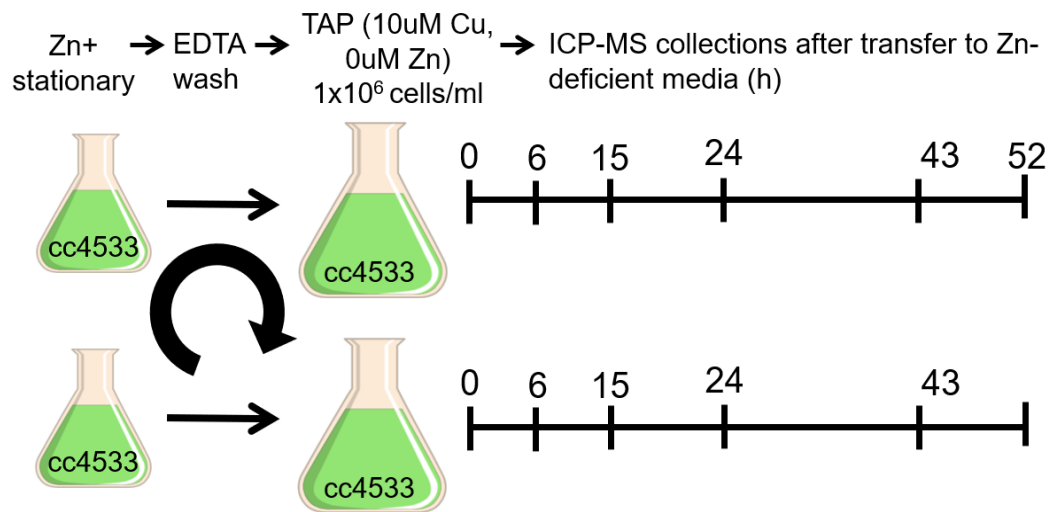 Zn+ stationary
EDTA wash
TAP (10uM Cu,
0uM Zn)
1x10⁶ cells/ml
ICP-MS collections after transfer to Zn-
deficient media (h)
cc4533
cc4533
0 6 15 24 43 52
cc4533
cc4533
0 6 15 24 43